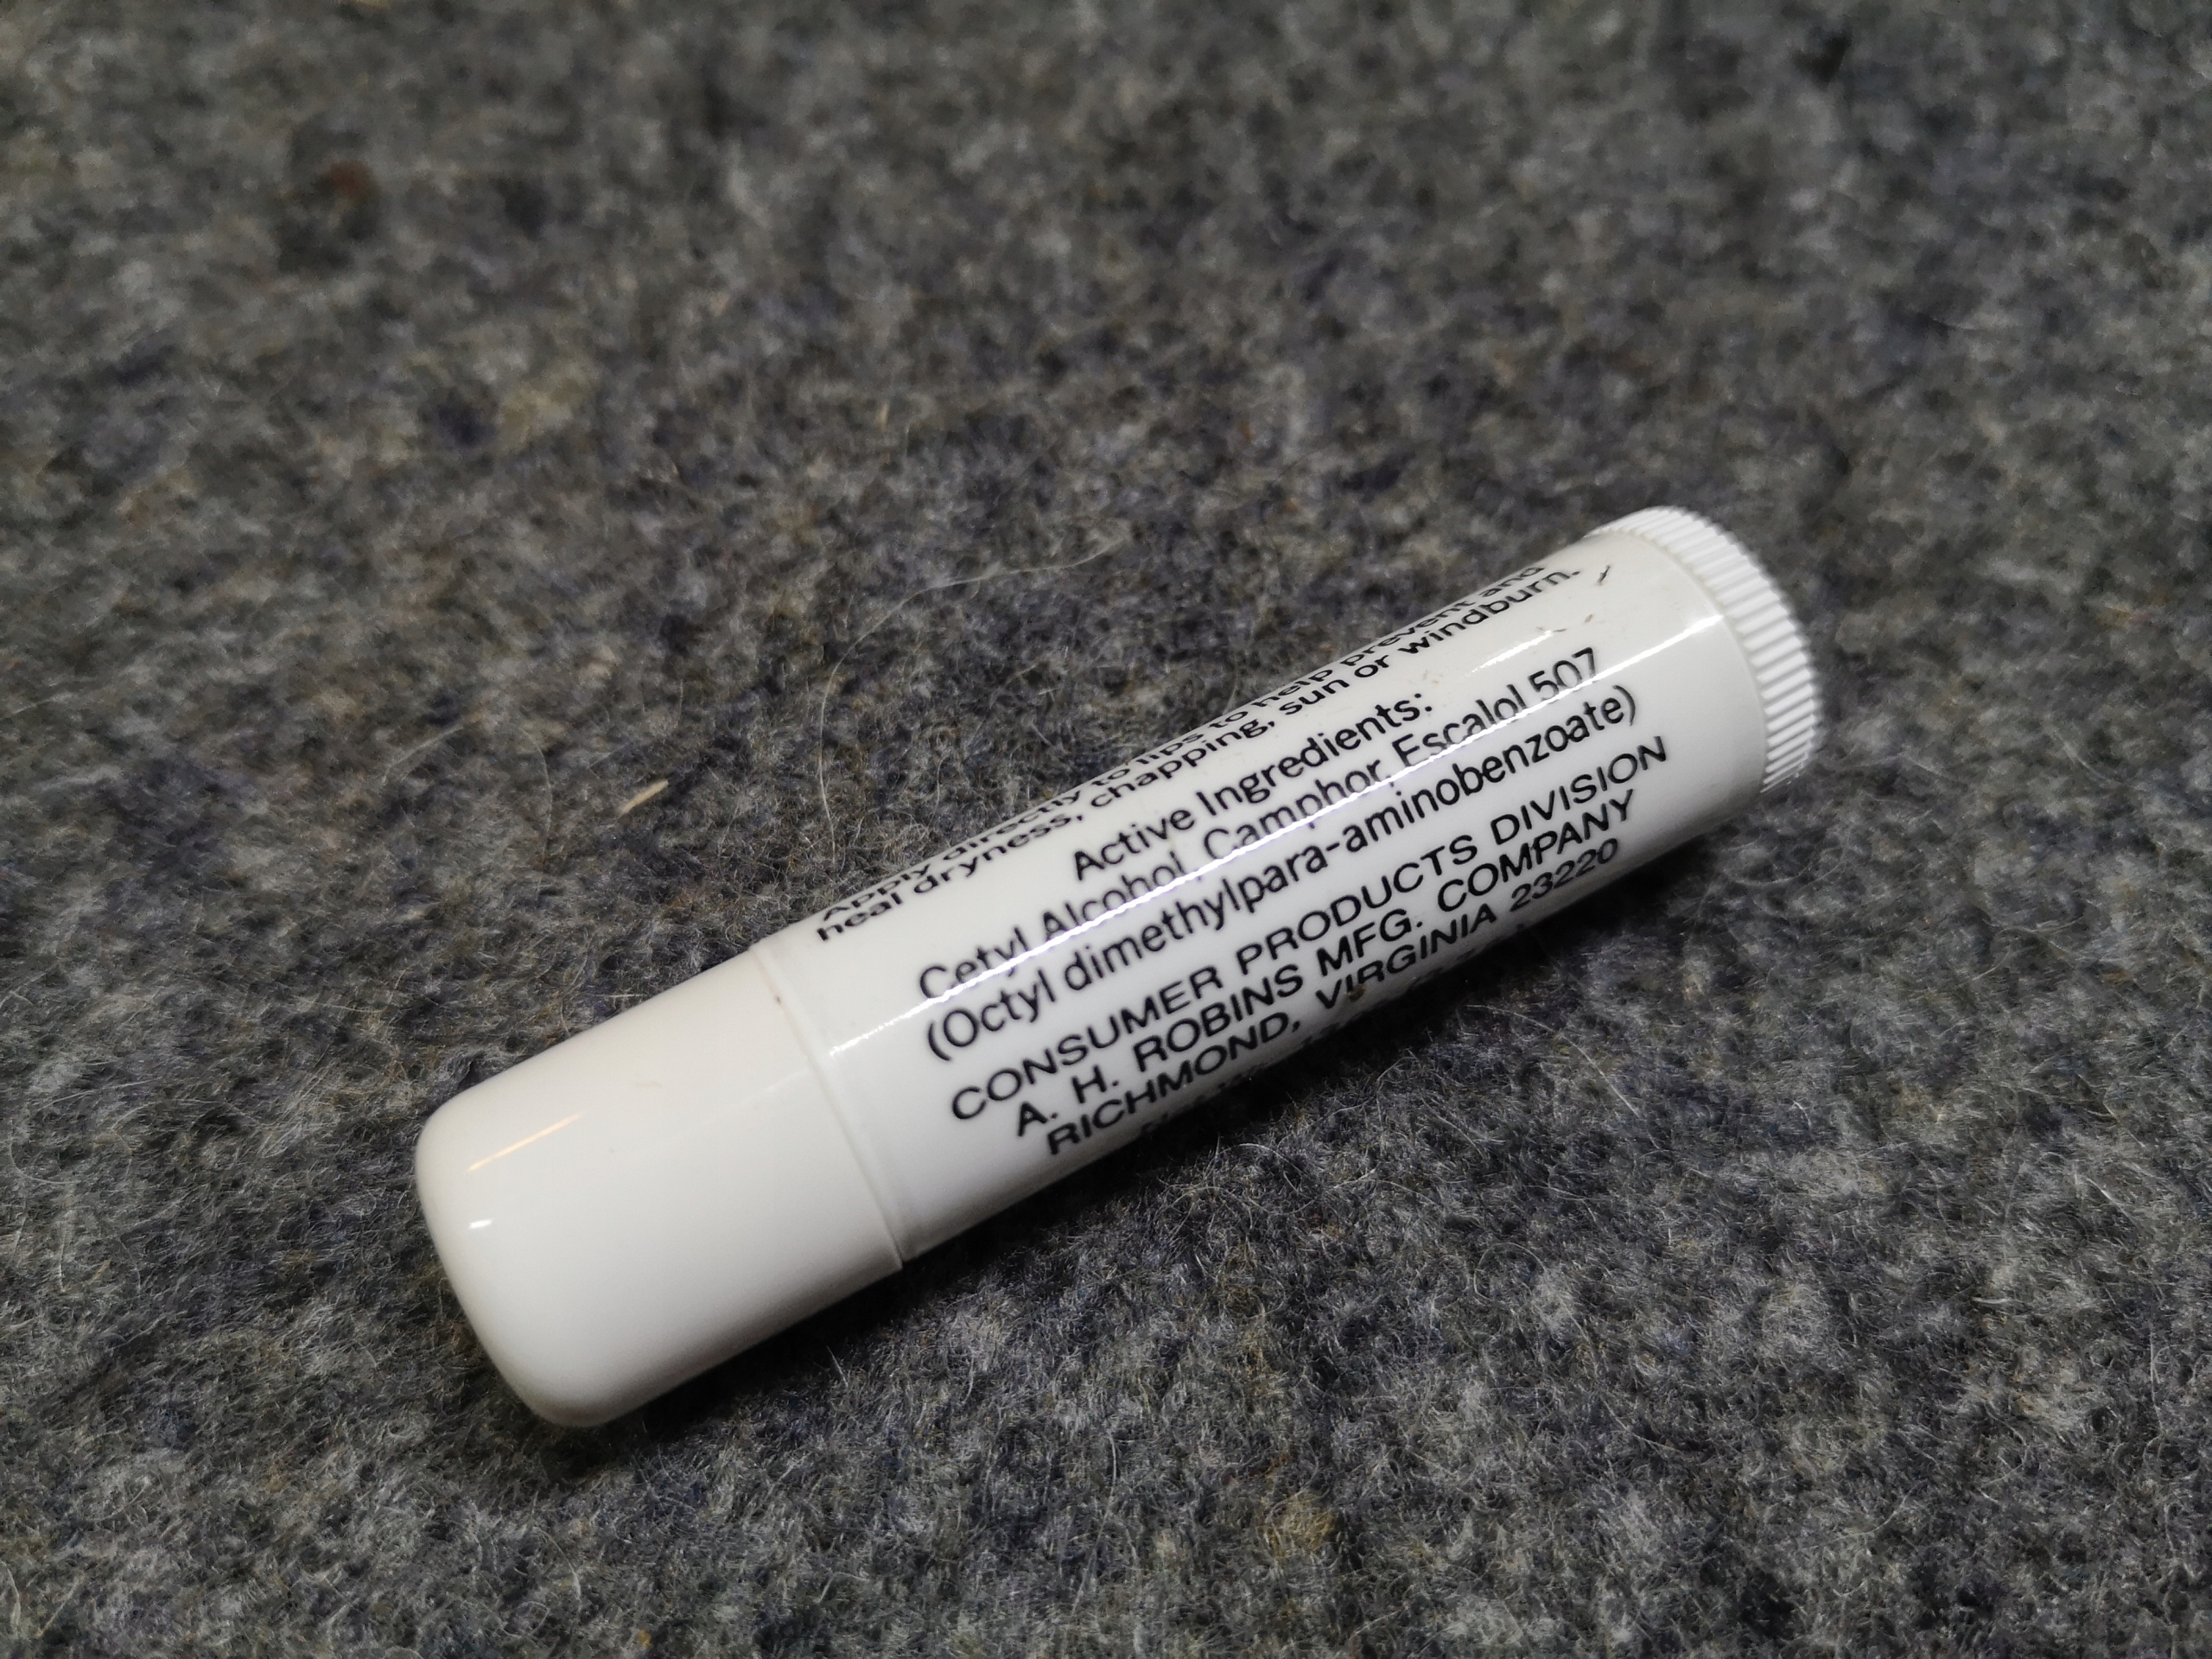 Apply directly to lips to help prevent and
heal dryness, chapping, sun or windburn.
Active Ingredients:
Cetyl Alcohol, Camphor, Escalol 507
(Octyl dimethylpara-aminobenzoate)
CONSUMER PRODUCTS DIVISION
A. H. ROBINS MFG. COMPANY
RICHMOND, VIRGINIA 23220